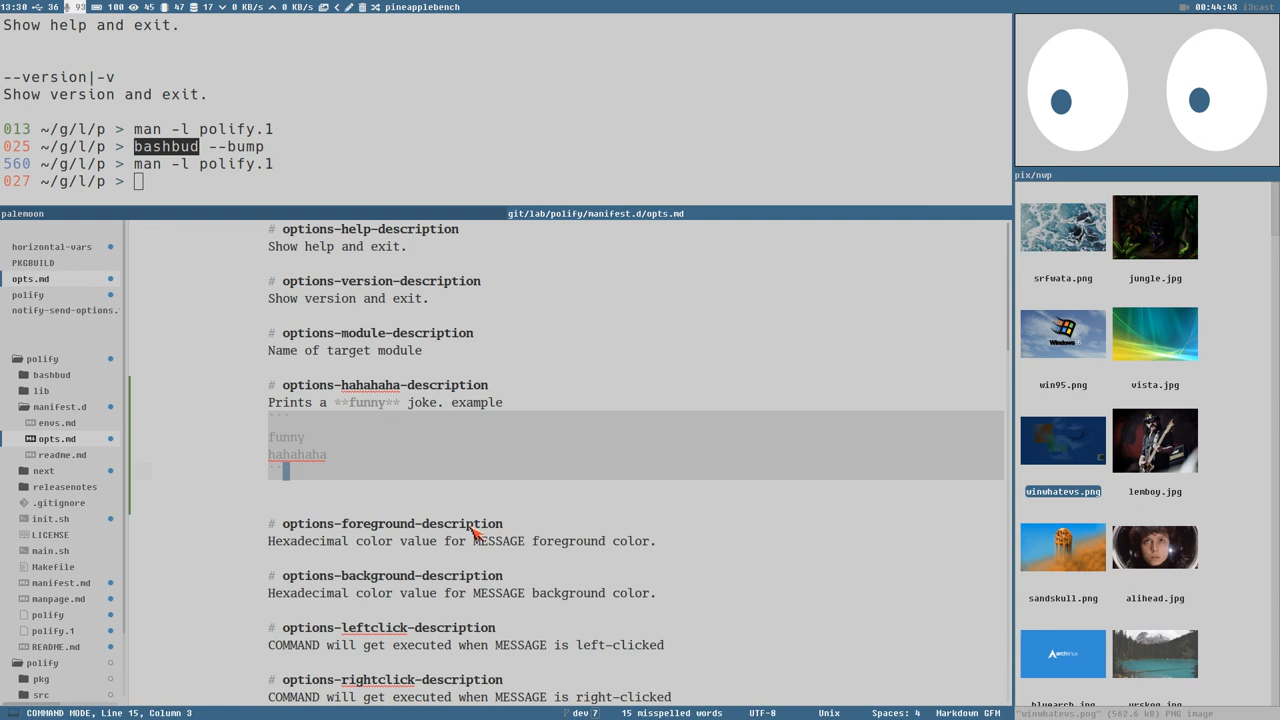 13:30 36 93 100 45 47 17 0 KB/s 0 KB/s pineapplebench
00:44:43 i3cast
Show help and exit.
--version|-v
Show version and exit.
013 ~/g/l/p > man -l polify.1
025 ~/g/l/p > bashbud --bump
560 ~/g/l/p > man -l polify.1
027 ~/g/l/p >
palemoon
git/lab/polify/manifest.d/opts.md
horizontal-vars
PKGBUILD
opts.md
polify
notify-send-options.
polify
bashbud
lib
manifest.d
envs.md
opts.md
readme.md
next
releasenotes
.gitignore
init.sh
LICENSE
main.sh
Makefile
manifest.md
manpage.md
polify
polify.1
README.md
polify
pkg
src
# options-help-description
Show help and exit.
# options-version-description
Show version and exit.
# options-module-description
Name of target module
# options-hahahaha-description
Prints a **funny** joke. example
```
funny
hahahaha
``
# options-foreground-description
Hexadecimal color value for MESSAGE foreground color.
# options-background-description
Hexadecimal color value for MESSAGE background color.
# options-leftclick-description
COMMAND will get executed when MESSAGE is left-clicked
# options-rightclick-description
COMMAND will get executed when MESSAGE is right-clicked
COMMAND MODE, Line 15, Column 3
dev 7
15 misspelled words
UTF-8
Unix
Spaces: 4
Markdown GFM
pix/nwp
srfwata.png
jungle.jpg
Windows 95
win95.png
vista.jpg
winwhatevs.png
lemboy.jpg
sandskull.png
alihead.jpg
archlinux
"winwhatevs.png" (562.6 kB) PNG image